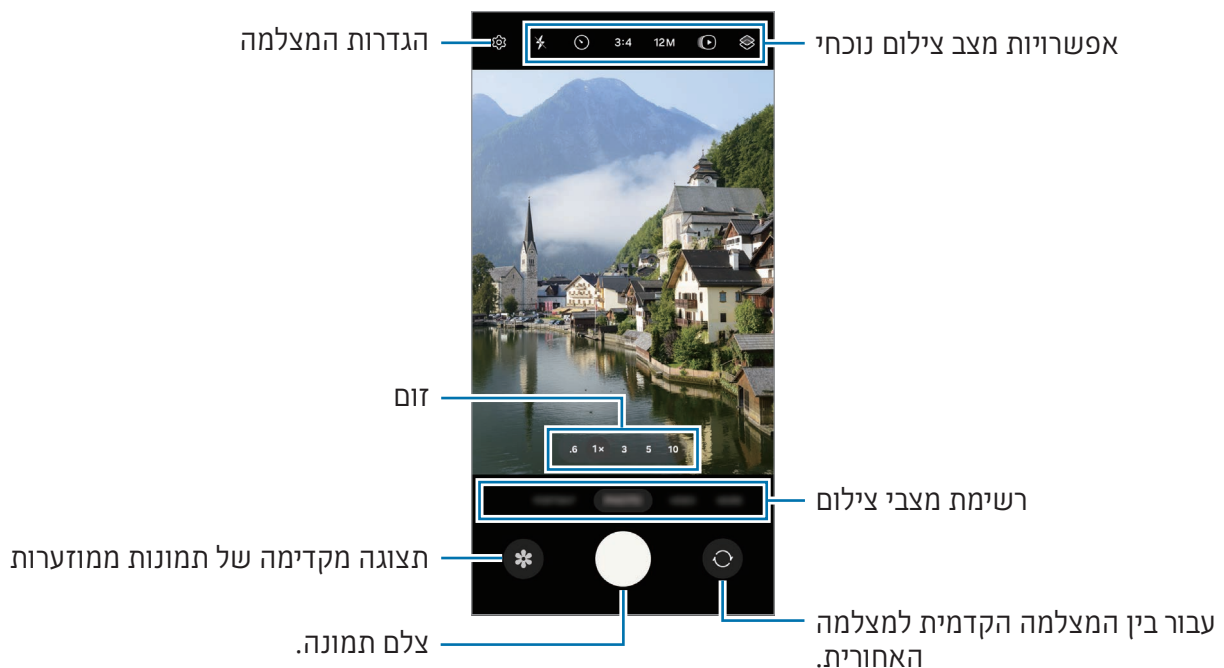 הגדרות המצלמה
אפשרויות מצב צילום נוכחי
3:4
12M
זום
.6 1× 3 5 10
רשימת מצבי צילום
תצוגה מקדימה של תמונות ממוזערות
צלם תמונה.
עבור בין המצלמה הקדמית למצלמה
האחורית.